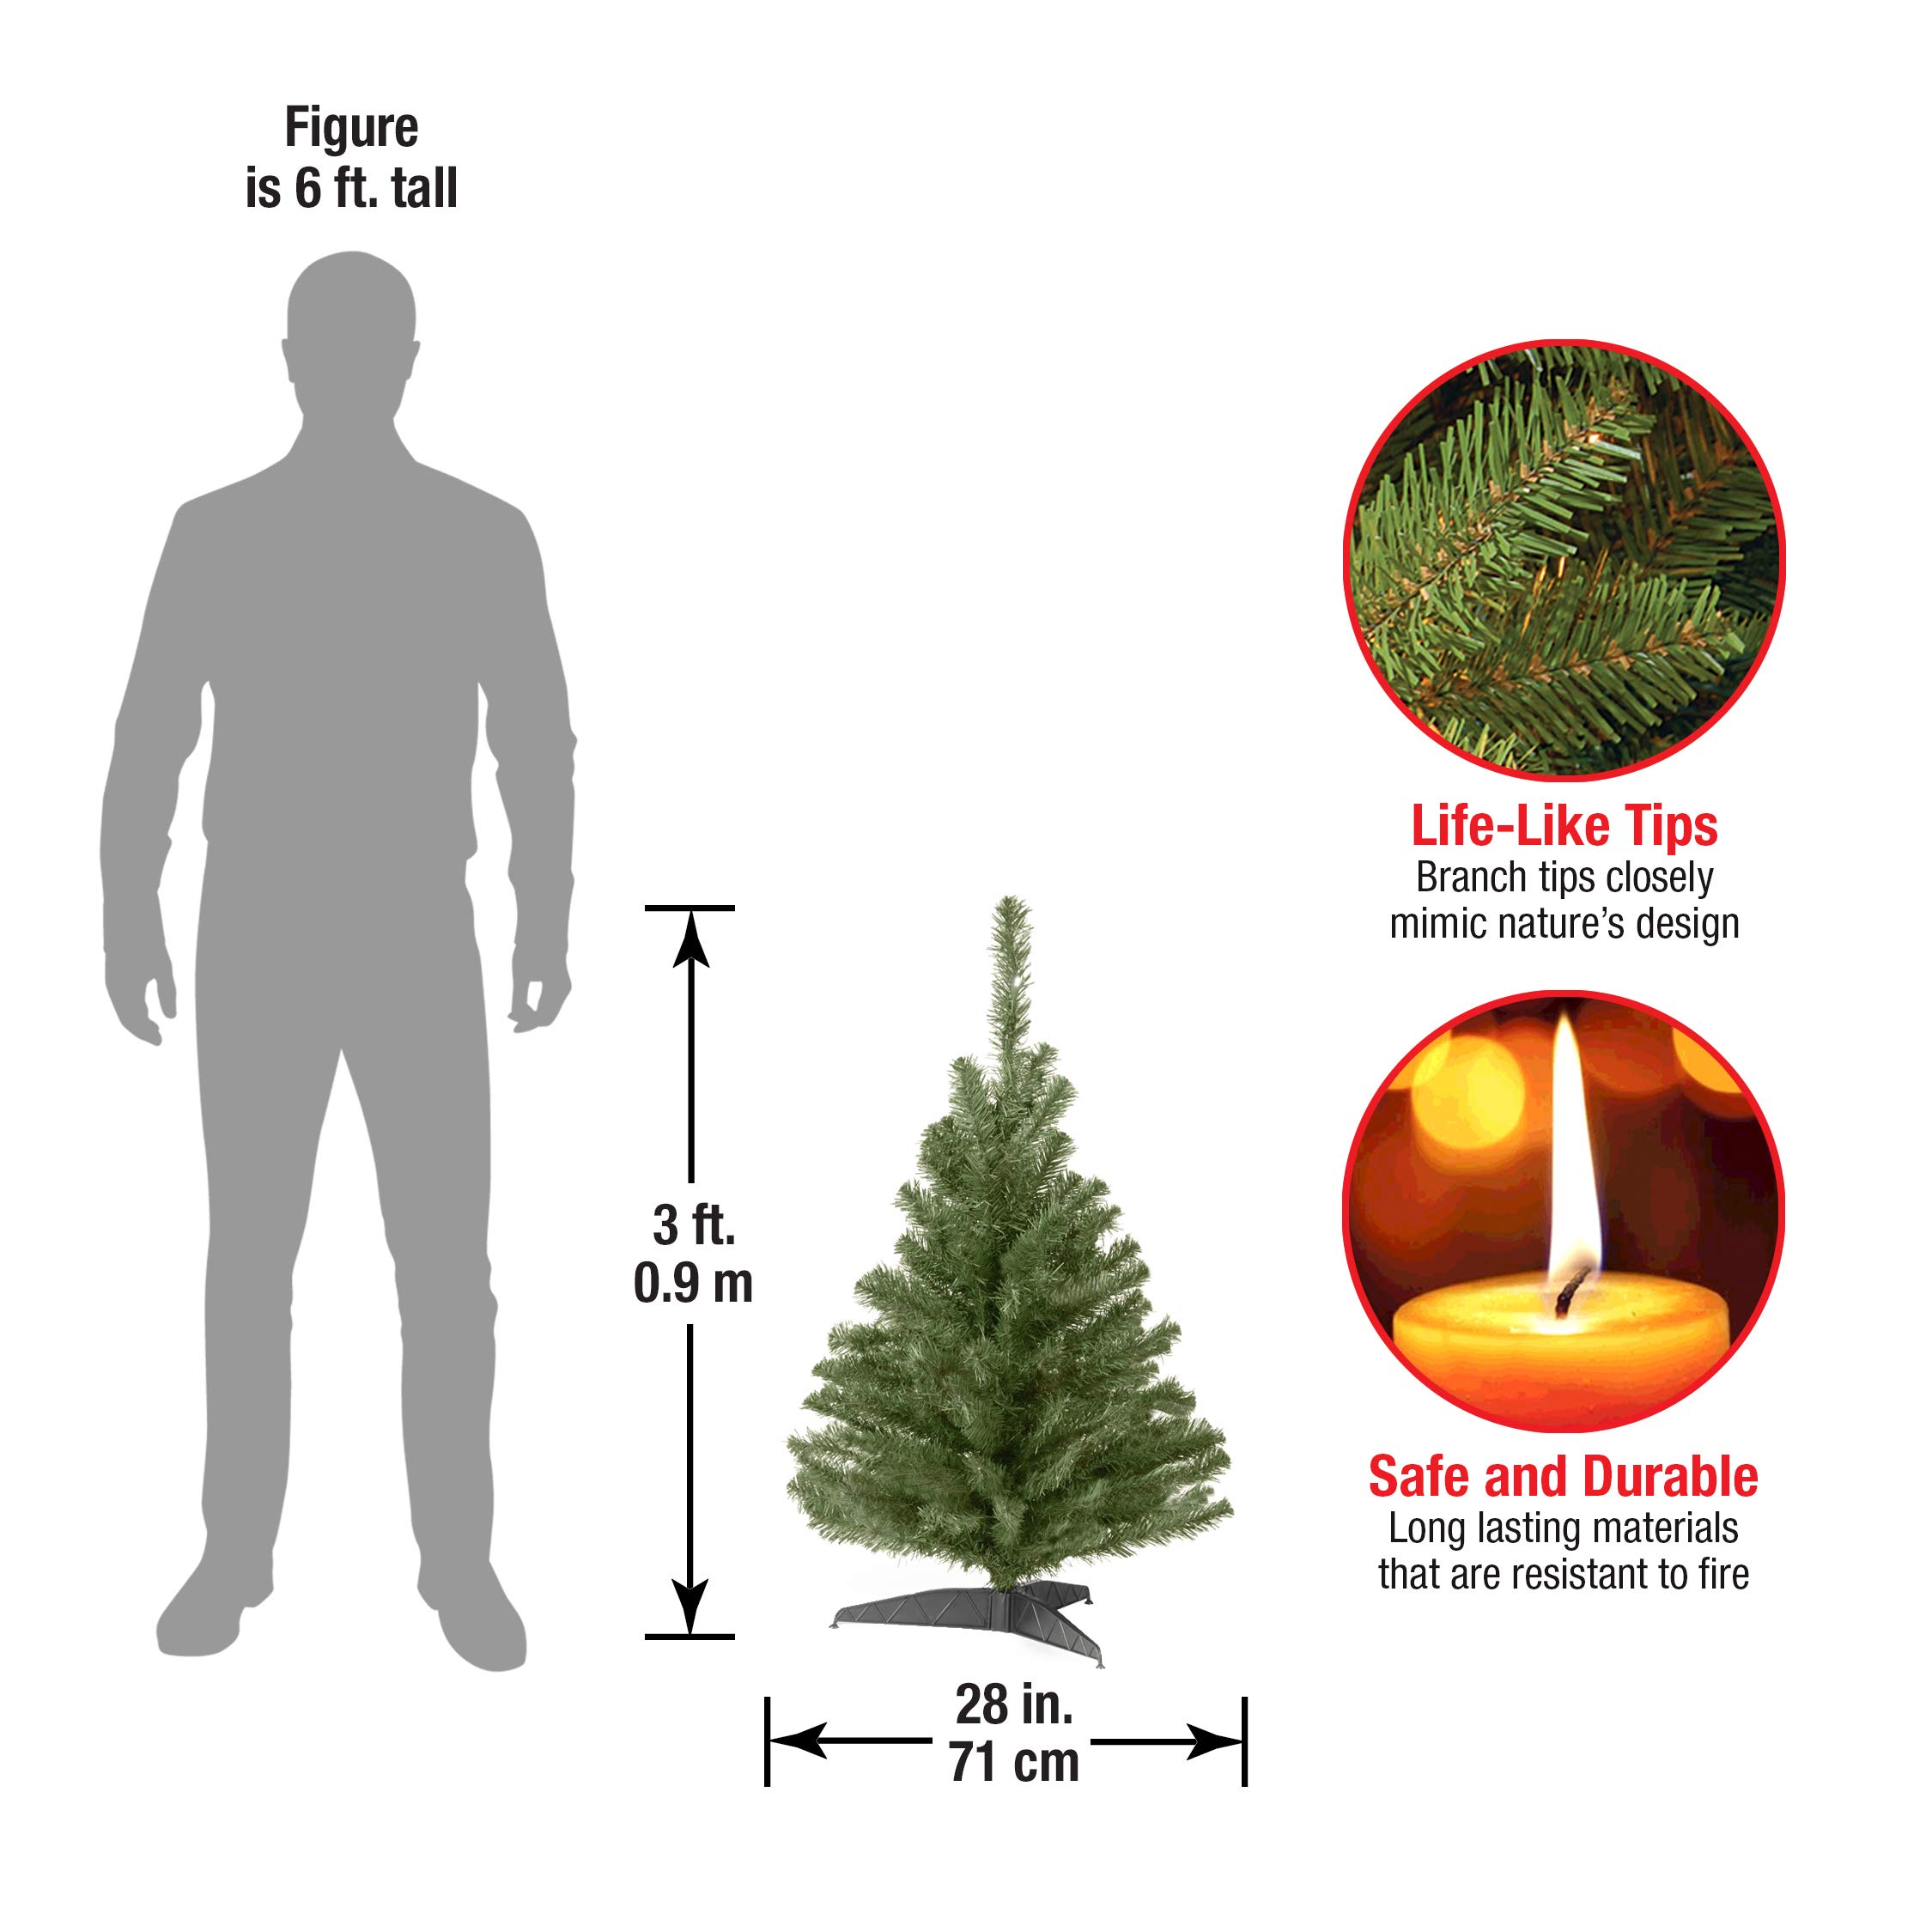 Figure
is 6 ft. tall
3 ft.
0.9 m
28 in.
71 cm
Life-Like Tips
Branch tips closely
mimic nature's design
Safe and Durable
Long lasting materials
that are resistant to fire